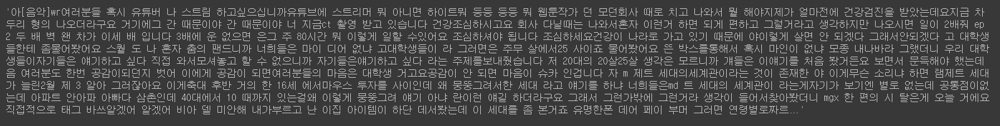 '아[음악]wr여러분들 혹시 유튜버 나 스트림 하고싶으십니까유튜브에 스트리머 뭐 아니면 하이트뭐 등등 등등 뭐 웹툰작가 던 모던회사 때로 치고 나와서 뭘 해야지제가 얼마전에 건강검진을 받았는데요지금 차
두리 형의 나오더라구요 거기에그 간 때문이야 간 때문이야 너 지금ct 촬영 받고 있습니다 건강조심하시고요 회사 다닐때는 나와서혼자 이런거 하면 되게 편하고 그럴거라고 생각하지만 나오시면 일이 2배줘 ep
2 두 배 벽 왠 차가 이세 배 입니다 3배에 운 없으면 은그 주 80시간 뭐 이렇게 일할 수있어요 조심하셔야 됩니다 조심하세요건강이 나라로 가고 있기 때문에 야이렇게 살면 안 되겠다 그래서안되겠다 고 대학생
들한테 좀물어봤어요 스퀄 도 나 혼자 춤의 팬드니까 너희들은 마이 디어 없냐 고대학생들이 라 그러면은 주무 살에서25 사이죠 물어봤어요 뜬 박스를통해서 혹시 마인이 없냐 모종 내나바라 그랬더니 우리 대학
생들이자기들은 얘기하고 싶다 직접 와서모셔놓고 할 수 없으니까 자기들은얘기하고 싶다 라는 주제를보내줬습니다 저 20대의 20살25살 생각은 모르니까 걔들은 이얘기를 처음 봤거든요 보면서 문득해야 했는데
음 여러분도 한번 공감이되던지 벗어 이에게 공감이 되면여러분들의 마음은 대학생 거고요공감이 안 되면 마음이 슈카 인겁니다 자 m 제트 세대의세계관이라는 것이 존재한 야 이게무슨 소리냐 하면 램제트 세대
가 늘린2월 제 3 알아 그러잖아요 이게축대 후반 거의 한 16세 에서마우스 투자를 사이인데 왜 뭉뚱그려서한 세대 라고 얘기를 하냐 너희들은md 트 세대의 세계관이 라는게자기가 보기엔 별로 없는데 공통점이없
는데 아파트 안아파 아빠다 삼촌인데 40대에서 10 때까지 있는걸왜 이렇게 뭉뚱그려 얘기 아냐 란이런 얘길 하더라구요 그래서 그런가밖에 그런거라 생각이 들어서찾아봤더니 mgx 한 편의 시 탈은게 오늘 거에요
직접적으로 태그 바쓰알겠어 알겠어 비아 델 미안해 내가부르고 난 이집 아이템이 하단 데서봤는데 이 세대를 좀 본거죠 유명한폰 데어 페이 부머 그러면 연령별로짜르...'